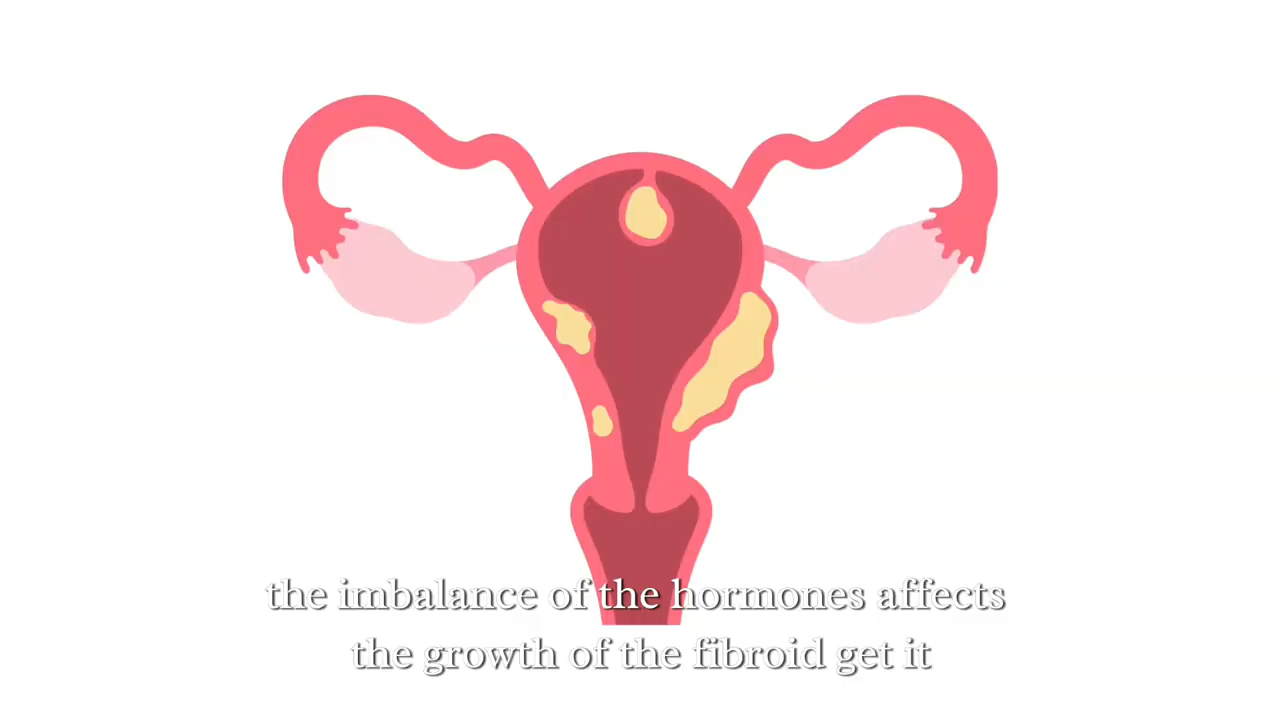 the imbalance of the hormones affects
the growth of the fibroid get it